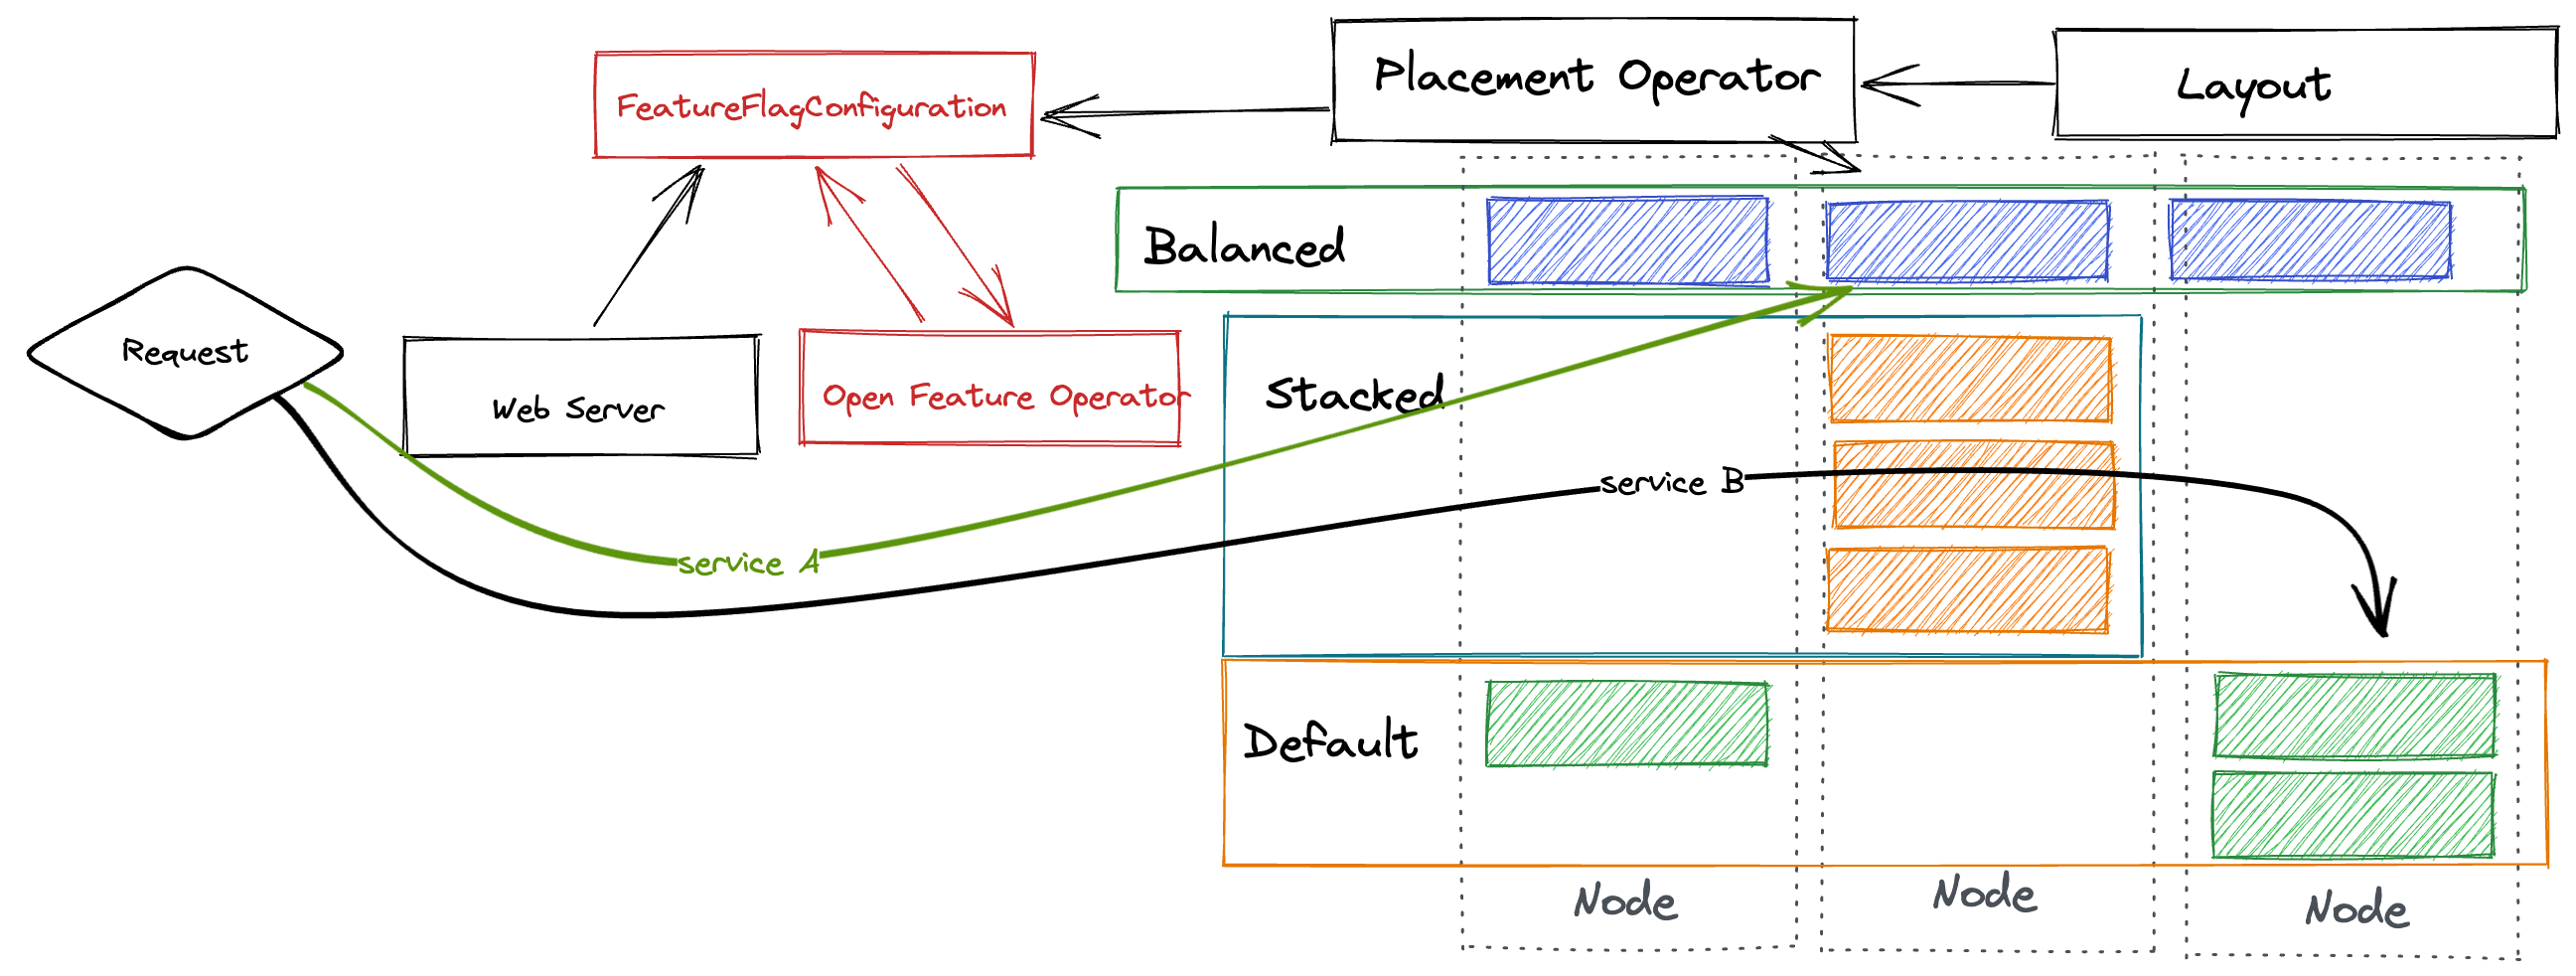 Placement Operator
Layout
FeatureFlagConfiguration
Balanced
Request
Web Server
Open Feature Operator
Stacked
service B
service A
Default
Node
Node
Node